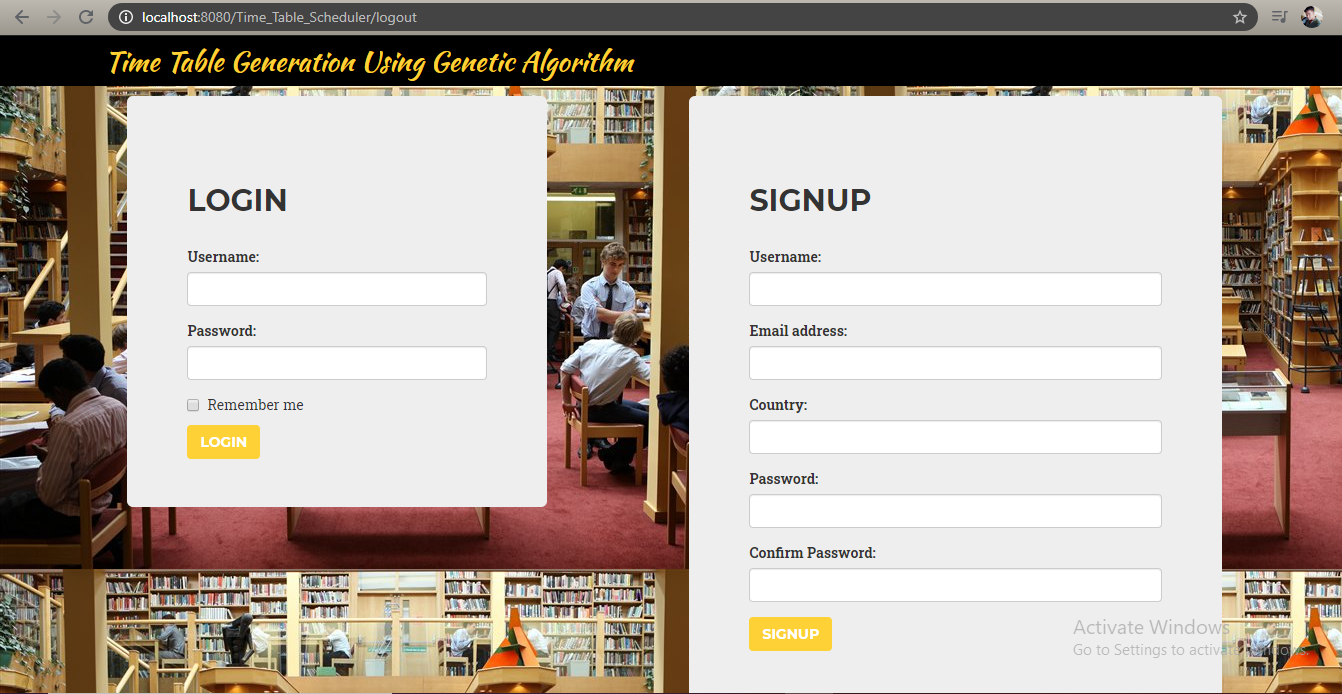 localhost:8080/Time_Table_Scheduler/logout
Time Table Generation Using Genetic Algorithm
LOGIN
Username:
Password:
Remember me
LOGIN
SIGNUP
Username:
Email address:
Country:
Password:
Confirm Password:
SIGNUP
Activate Windows
Go to Settings to activate Windows.